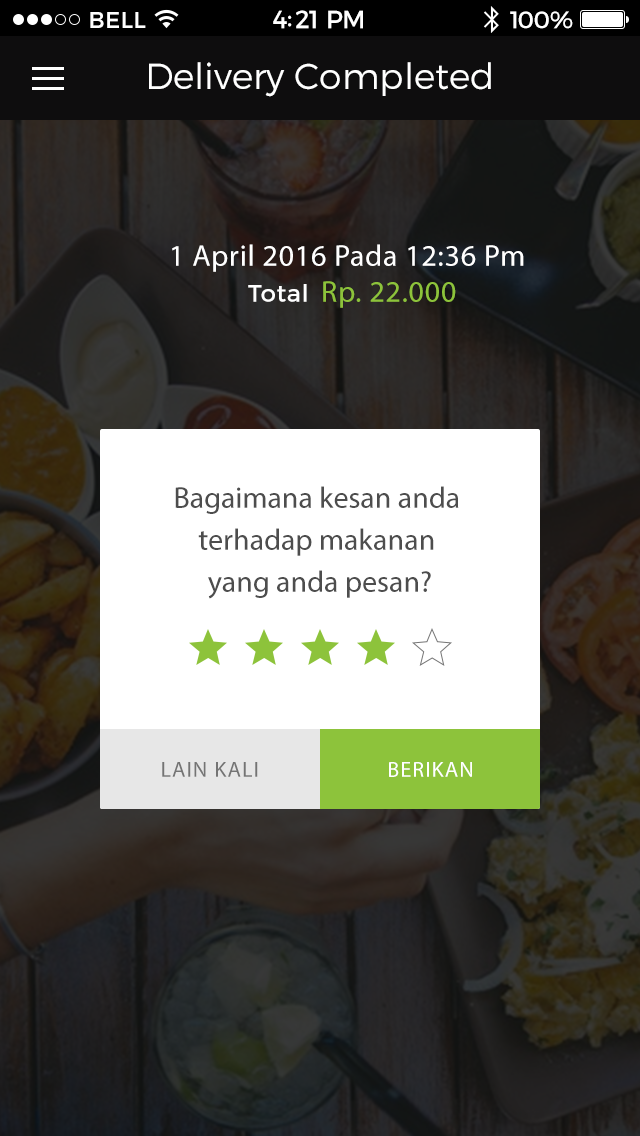 BELL 4:21 PM 100%
Delivery Completed
1 April 2016 Pada 12:36 Pm
Total Rp. 22.000
Bagaimana kesan anda
terhadap makanan
yang anda pesan?
LAIN KALI BERIKAN